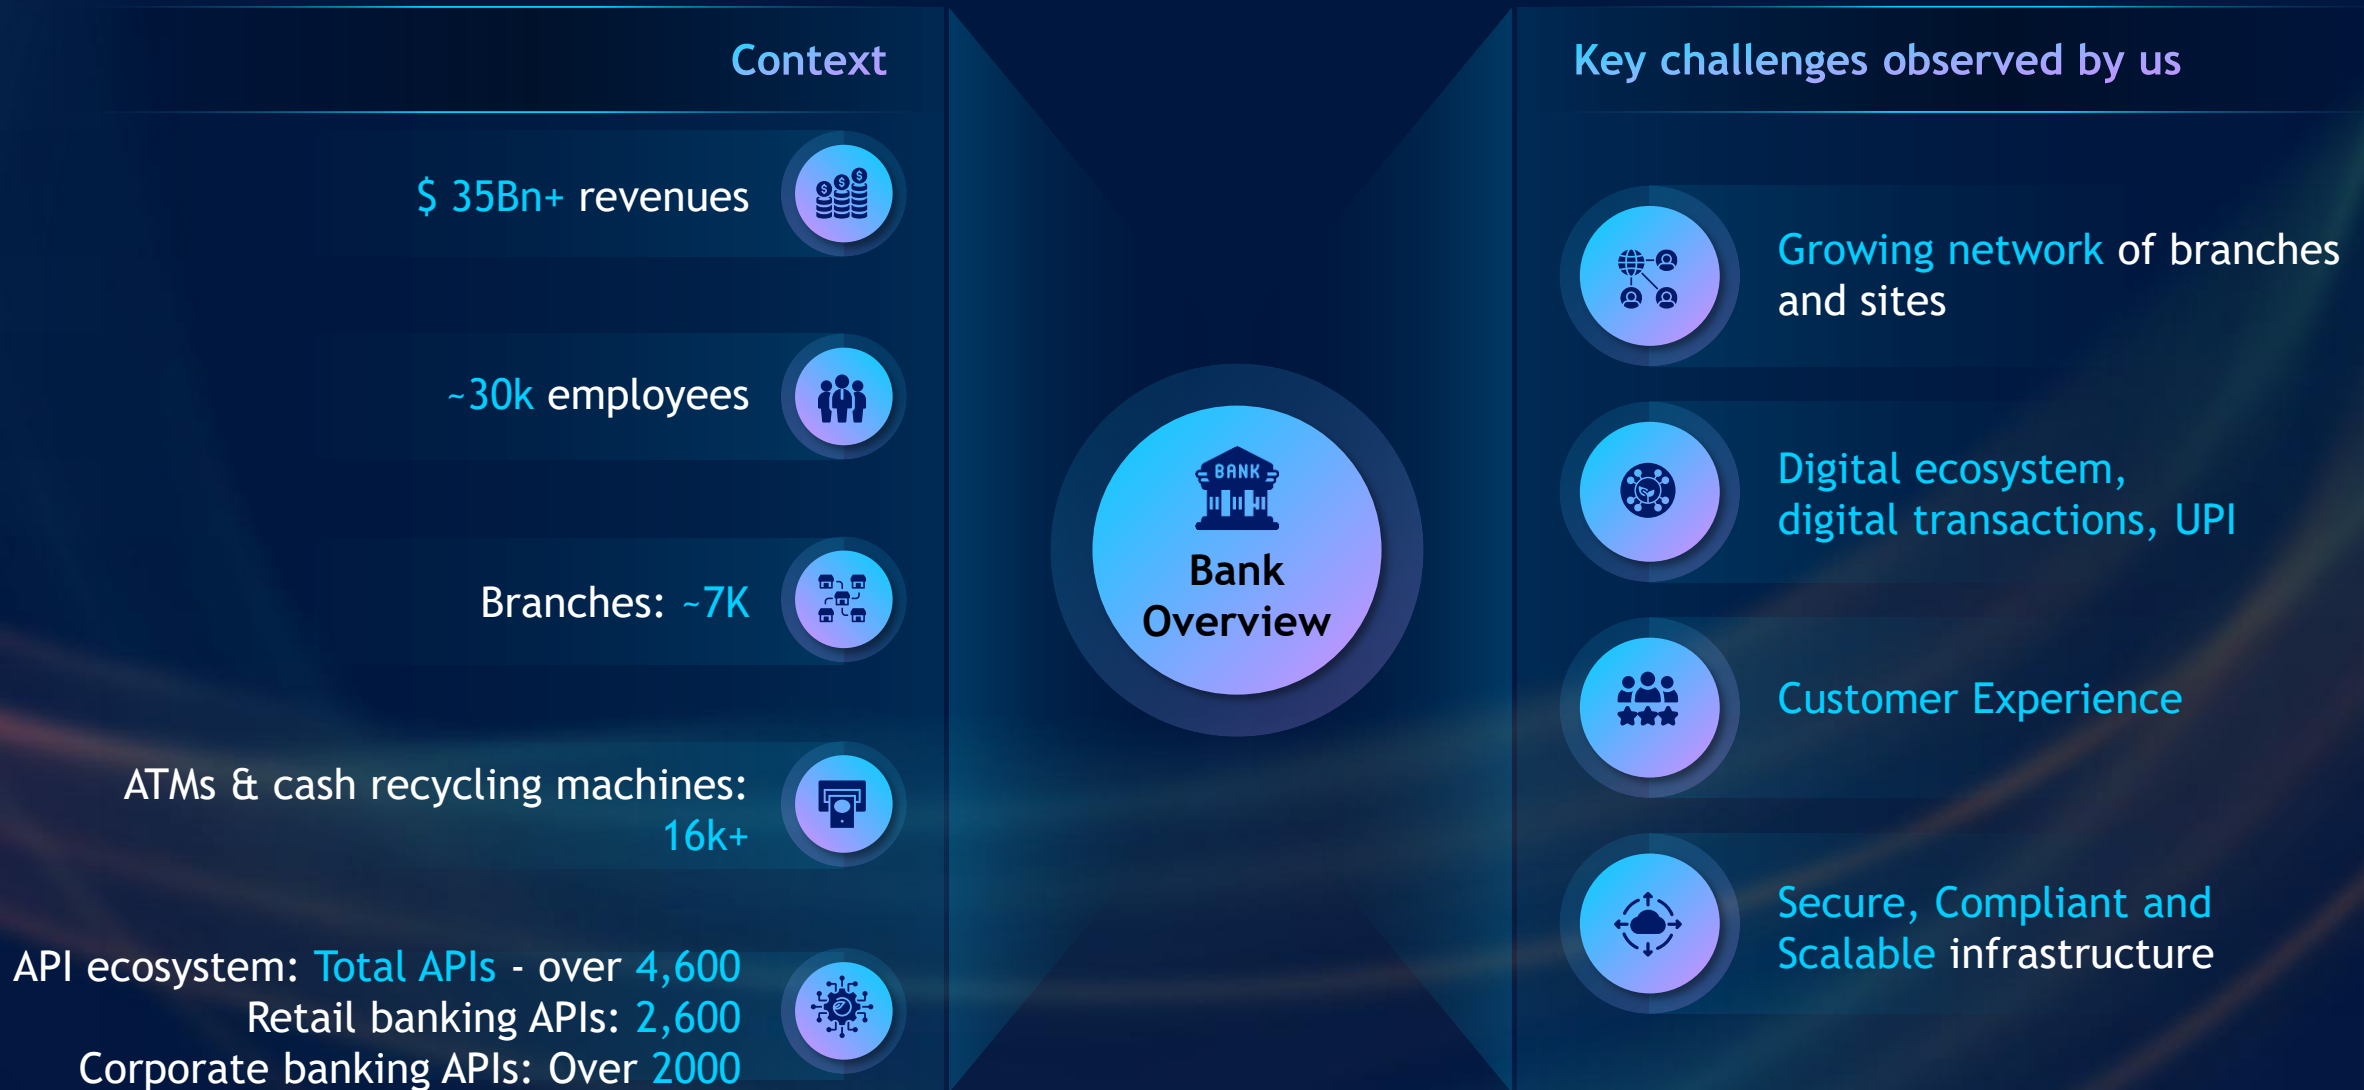 Context
$ 35Bn+ revenues
~30k employees
Branches: ~7K
ATMs & cash recycling machines:
16k+
API ecosystem: Total APIs - over 4,600
Retail banking APIs: 2,600
Corporate banking APIs: Over 2000
BANK
Bank
Overview
Key challenges observed by us
Growing network of branches
and sites
Digital ecosystem,
digital transactions, UPI
Customer Experience
Secure, Compliant and
Scalable infrastructure